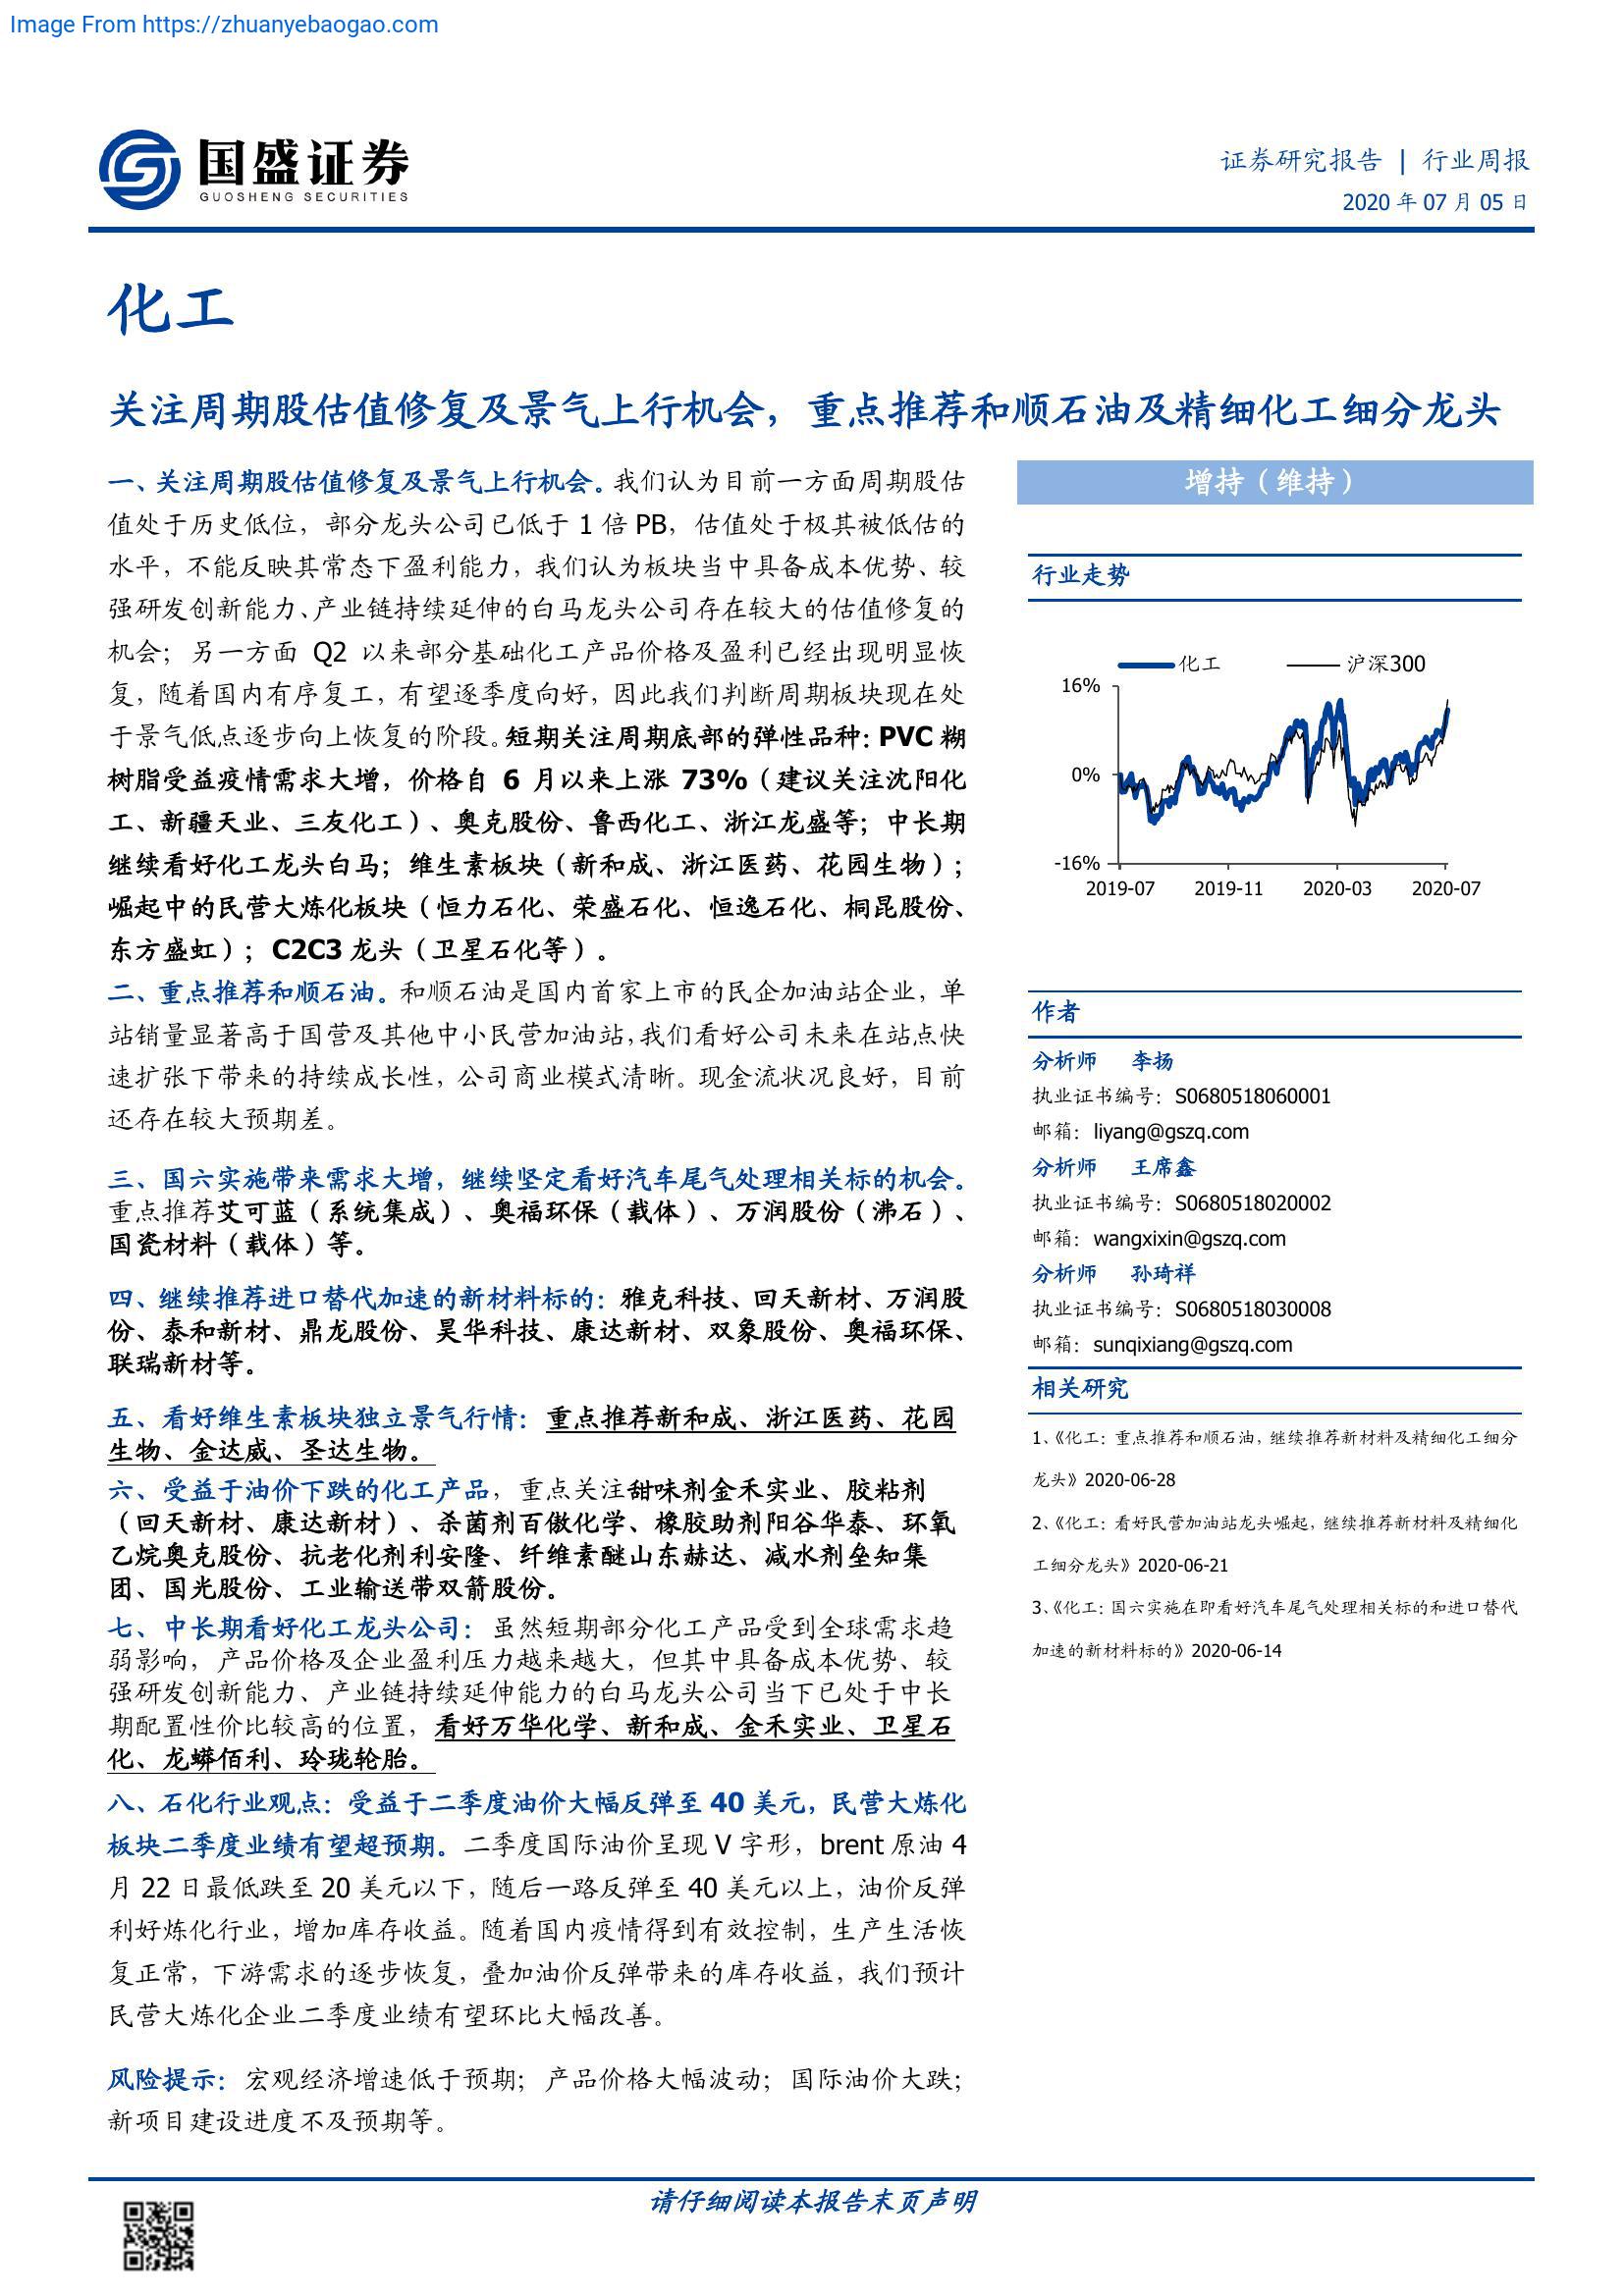 Image From https://zhuanyebaogao.com
国盛证券
GUOSHENG SECURITIES
证券研究报告 | 行业周报
2020 年 07 月 05 日
化工
关注周期股估值修复及景气上行机会，重点推荐和顺石油及精细化工细分龙头
一、关注周期股估值修复及景气上行机会。我们认为目前一方面周期股估
值处于历史低位，部分龙头公司已低于 1 倍 PB，估值处于极其被低估的
水平，不能反映其常态下盈利能力，我们认为板块当中具备成本优势、较
强研发创新能力、产业链持续延伸的白马龙头公司存在较大的估值修复的
机会；另一方面 Q2 以来部分基础化工产品价格及盈利已经出现明显恢
复，随着国内有序复工，有望逐季度向好，因此我们判断周期板块现在处
于景气低点逐步向上恢复的阶段。短期关注周期底部的弹性品种：PVC 糊
树脂受益疫情需求大增，价格自 6 月以来上涨 73%（建议关注沈阳化
工、新疆天业、三友化工）、奥克股份、鲁西化工、浙江龙盛等；中长期
继续看好化工龙头白马；维生素板块（新和成、浙江医药、花园生物）；
崛起中的民营大炼化板块（恒力石化、荣盛石化、恒逸石化、桐昆股份、
东方盛虹）；C2C3 龙头（卫星石化等）。
二、重点推荐和顺石油。和顺石油是国内首家上市的民企加油站企业，单
站销量显著高于国营及其他中小民营加油站，我们看好公司未来在站点快
速扩张下带来的持续成长性，公司商业模式清晰。现金流状况良好，目前
还存在较大预期差。
三、国六实施带来需求大增，继续坚定看好汽车尾气处理相关标的机会。
重点推荐艾可蓝（系统集成）、奥福环保（载体）、万润股份（沸石）、
国瓷材料（载体）等。
四、继续推荐进口替代加速的新材料标的：雅克科技、回天新材、万润股
份、泰和新材、鼎龙股份、昊华科技、康达新材、双象股份、奥福环保、
联瑞新材等。
五、看好维生素板块独立景气行情：重点推荐新和成、浙江医药、花园
生物、金达威、圣达生物。
六、受益于油价下跌的化工产品，重点关注甜味剂金禾实业、胶粘剂
（回天新材、康达新材）、杀菌剂百傲化学、橡胶助剂阳谷华泰、环氧
乙烷奥克股份、抗老化剂利安隆、纤维素醚山东赫达、减水剂垒知集
团、国光股份、工业输送带双箭股份。
七、中长期看好化工龙头公司：虽然短期部分化工产品受到全球需求趋
弱影响，产品价格及企业盈利压力越来越大，但其中具备成本优势、较
强研发创新能力、产业链持续延伸能力的白马龙头公司当下已处于中长
期配置性价比较高的位置，看好万华化学、新和成、金禾实业、卫星石
化、龙蟒佰利、玲珑轮胎。
八、石化行业观点：受益于二季度油价大幅反弹至 40 美元，民营大炼化
板块二季度业绩有望超预期。二季度国际油价呈现 V 字形，brent 原油 4
月 22 日最低跌至 20 美元以下，随后一路反弹至 40 美元以上，油价反弹
利好炼化行业，增加库存收益。随着国内疫情得到有效控制，生产生活恢
复正常，下游需求的逐步恢复，叠加油价反弹带来的库存收益，我们预计
民营大炼化企业二季度业绩有望环比大幅改善。
风险提示：宏观经济增速低于预期；产品价格大幅波动；国际油价大跌；
新项目建设进度不及预期等。
增持（维持）
行业走势
化工 沪深300
16%
0%
-16%
2019-07 2019-11 2020-03 2020-07
作者
分析师 李扬
执业证书编号：S0680518060001
邮箱：liyang@gszq.com
分析师 王席鑫
执业证书编号：S0680518020002
邮箱：wangxixin@gszq.com
分析师 孙琦祥
执业证书编号：S0680518030008
邮箱：sunqixiang@gszq.com
相关研究
1、《化工：重点推荐和顺石油，继续推荐新材料及精细化工细分
龙头》2020-06-28
2、《化工：看好民营加油站龙头崛起，继续推荐新材料及精细化
工细分龙头》2020-06-21
3、《化工：国六实施在即看好汽车尾气处理相关标的和进口替代
加速的新材料标的》2020-06-14
请仔细阅读本报告末页声明